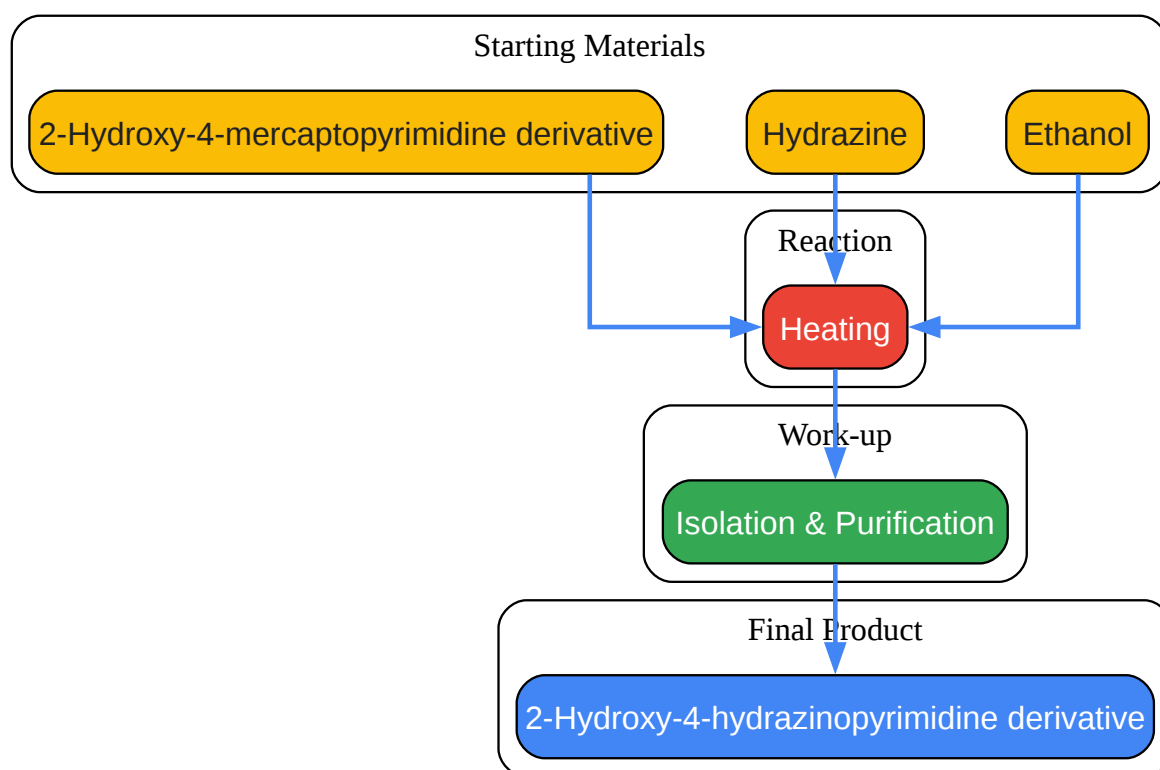 Starting Materials
2-Hydroxy-4-mercaptopyrimidine derivative
Hydrazine
Ethanol
Reaction
Heating
Work-up
Isolation & Purification
Final Product
2-Hydroxy-4-hydrazinopyrimidine derivative